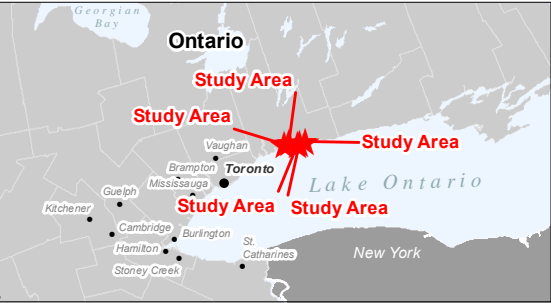 Georgian
Bay
Ontario
Study Area
Study Area
Vaughan
Study Area
Brampton
Toronto
Mississauga
Lake Ontario
Guelph
Kitchener
Study Area
Study Area
Cambridge
Burlington
Hamilton
St.
Catharines
New York
Stoney Creek